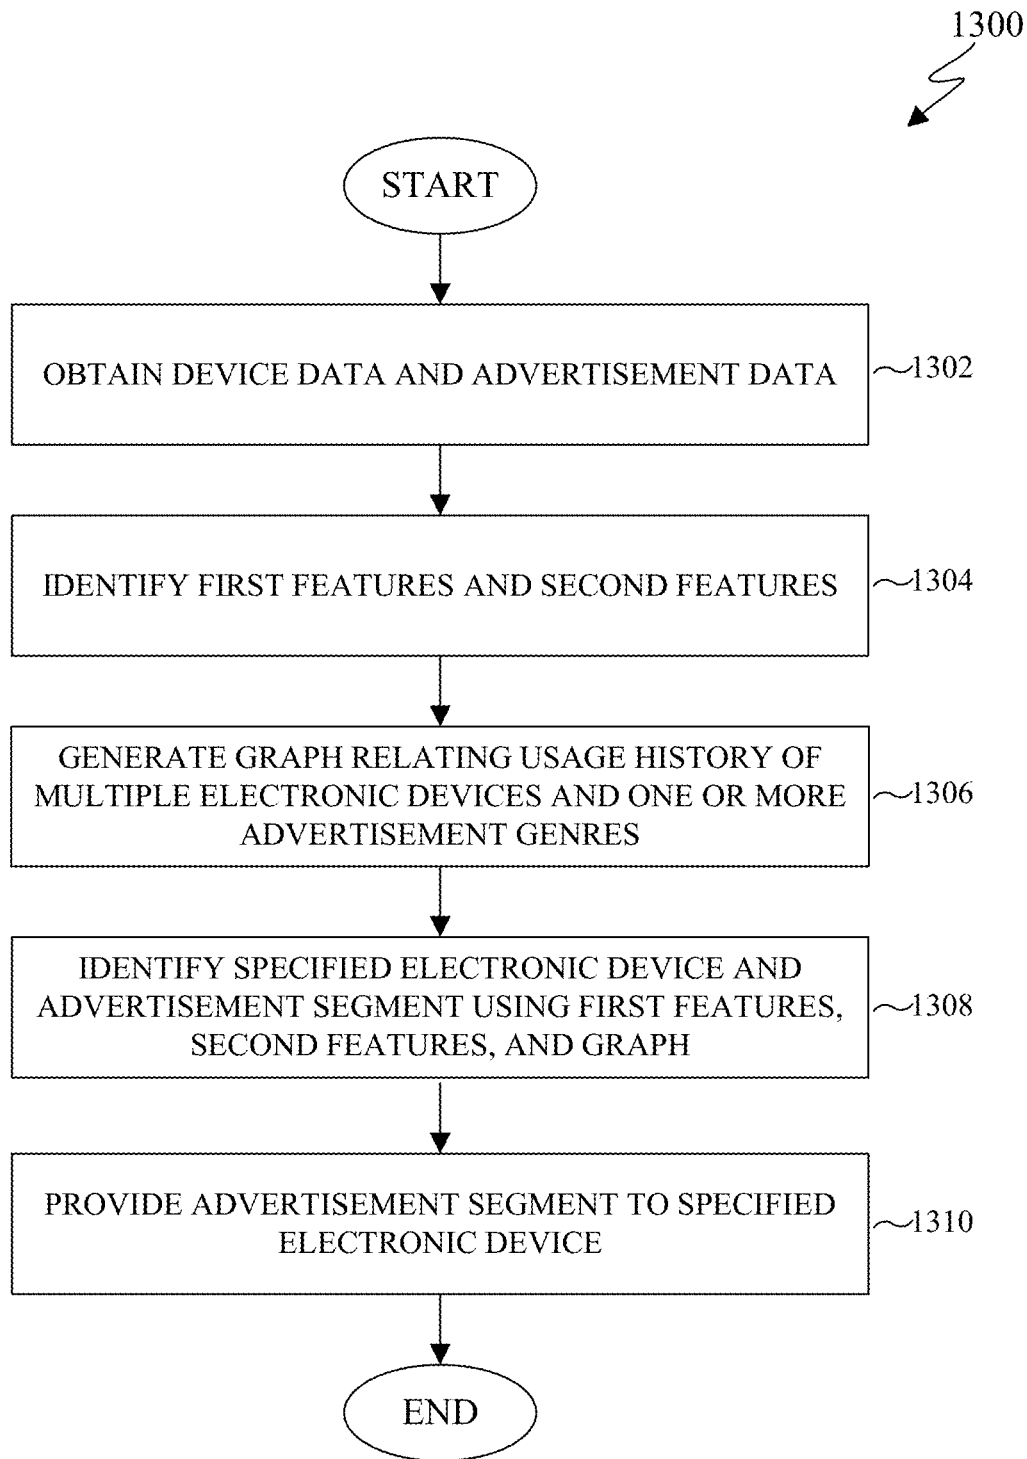 1300
START
OBTAIN DEVICE DATA AND ADVERTISEMENT DATA
1302
IDENTIFY FIRST FEATURES AND SECOND FEATURES
1304
GENERATE GRAPH RELATING USAGE HISTORY OF
MULTIPLE ELECTRONIC DEVICES AND ONE OR MORE
ADVERTISEMENT GENRES
1306
IDENTIFY SPECIFIED ELECTRONIC DEVICE AND
ADVERTISEMENT SEGMENT USING FIRST FEATURES,
SECOND FEATURES, AND GRAPH
1308
PROVIDE ADVERTISEMENT SEGMENT TO SPECIFIED
ELECTRONIC DEVICE
1310
END